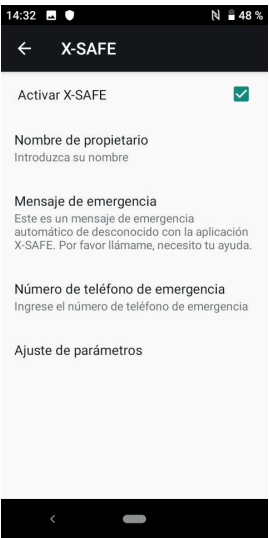 14:32 48 %
X-SAFE
Activar X-SAFE
Nombre de propietario
Introduzca su nombre
Mensaje de emergencia
Este es un mensaje de emergencia
automático de desconocido con la aplicación
X-SAFE. Por favor llámame, necesito tu ayuda.
Número de teléfono de emergencia
Ingrese el número de teléfono de emergencia
Ajuste de parámetros